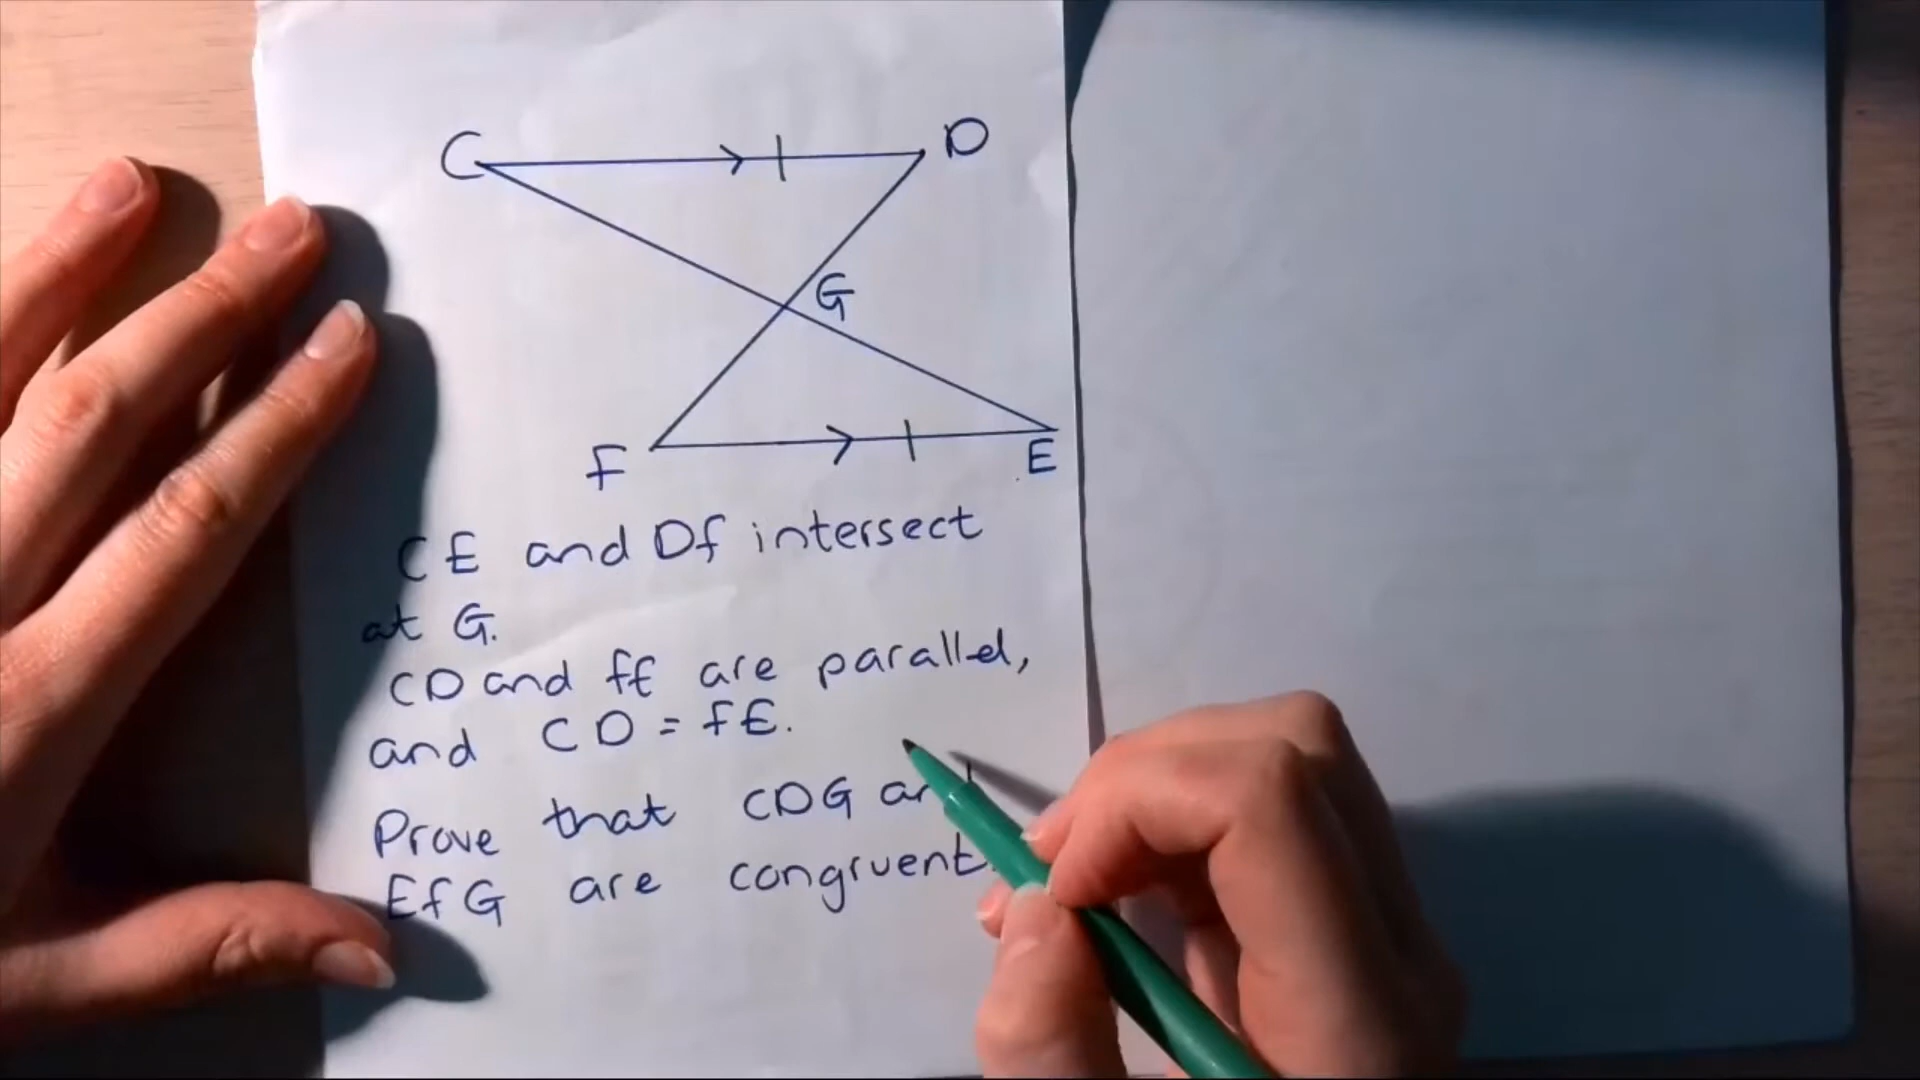 C
D
G
F
E
CE and Df intersect
at G.
CD and fE are parallel,
and CD = fE.
Prove that CDG
EfG are congruent.